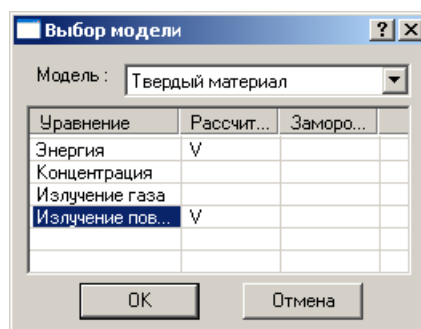 Выбор модели
Модель : Твердый материал
Уравнение Рассчит... Заморо...
Энергия V
Концентрация
Излучение газа
Излучение пов... V
OK Отмена